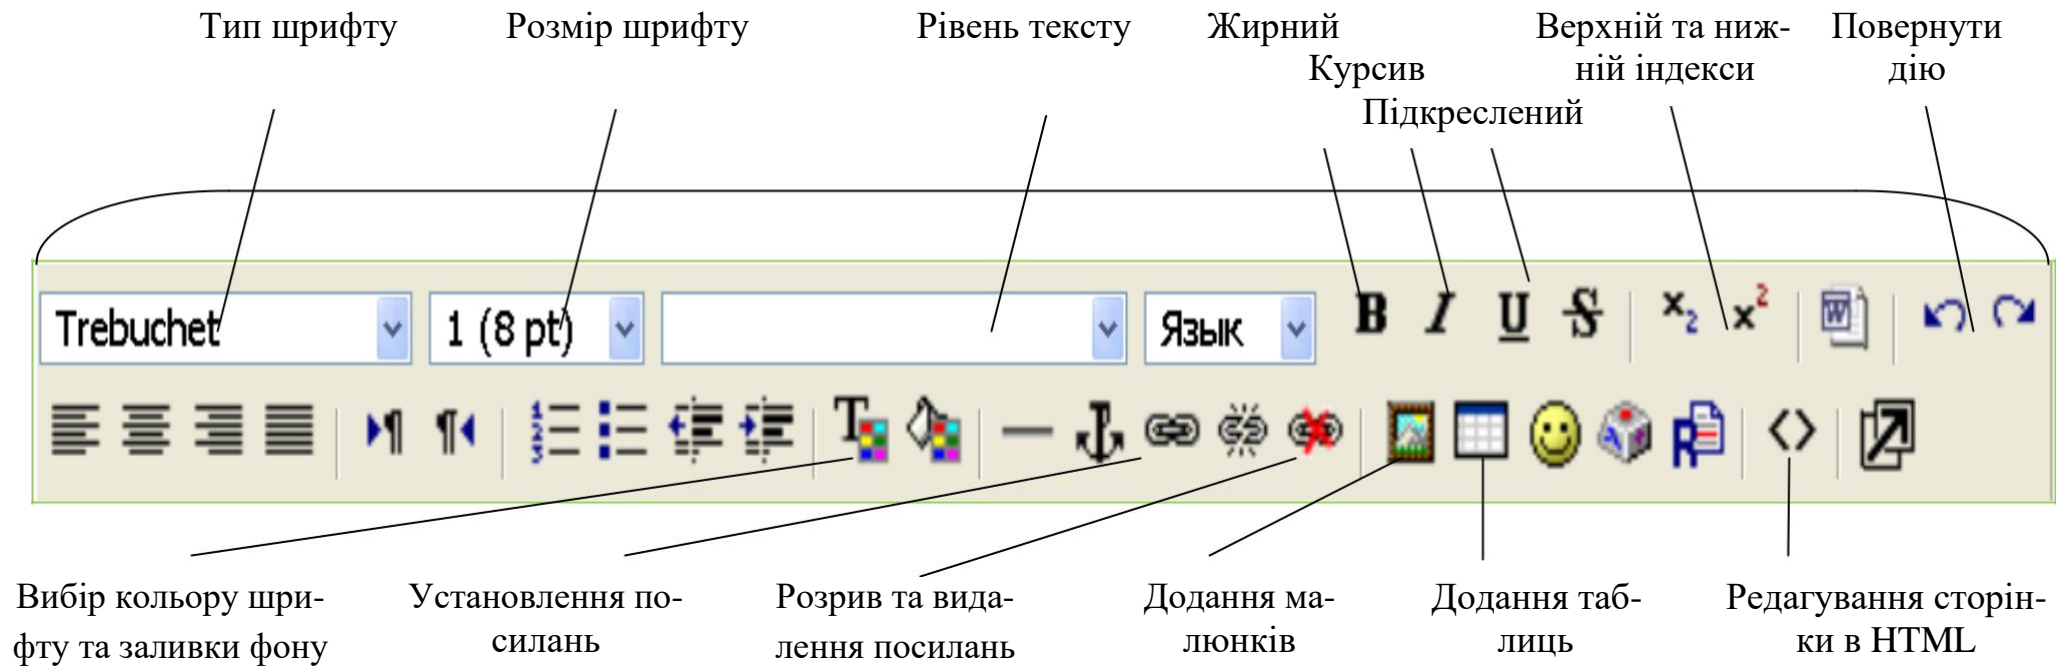 Тип шрифту
Розмір шрифту
Рівень тексту
Жирний
Курсив
Підкреслений
Верхній та ниж-
ній індекси
Повернути
дію
Trebuchet
1 (8 pt)
Язык
B I U S x₂ x²
Вибір кольору шри-
фту та заливки фону
Установлення по-
силань
Розрив та вида-
лення посилань
Додання ма-
люнків
Додання таб-
лиць
Редагування сторін-
ки в HTML